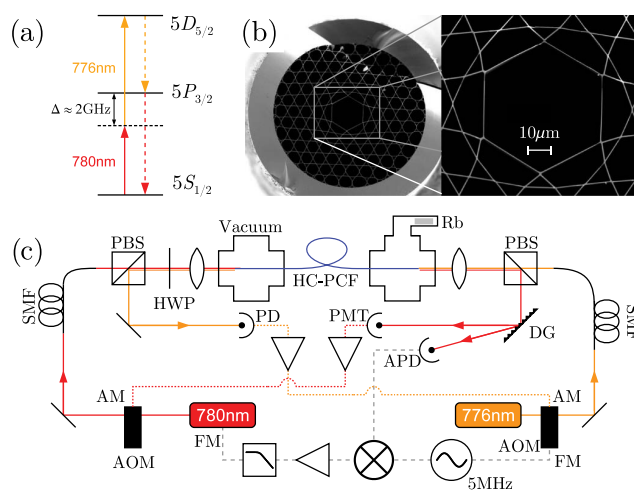 (a)
5D5/2
776nm
5P3/2
Δ ≈ 2GHz
780nm
5S1/2
(b)
10μm
(c)
PBS
HWP
Vacuum
HC-PCF
Rb
PBS
SMF
PD
PMT
APD
DG
SMF
AM
780nm
FM
AOM
776nm
AM
AOM
FM
5MHz